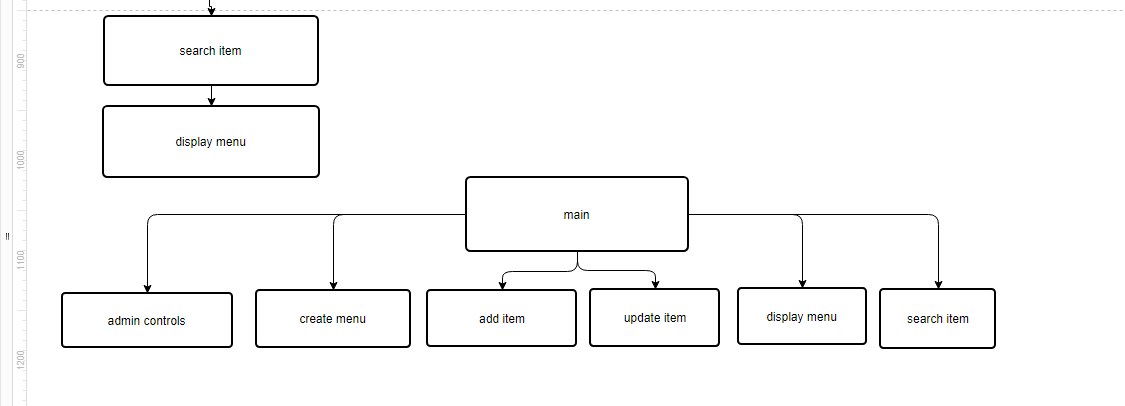 900
search item
display menu
1000
main
1100
admin controls
create menu
add item
update item
display menu
search item
1200